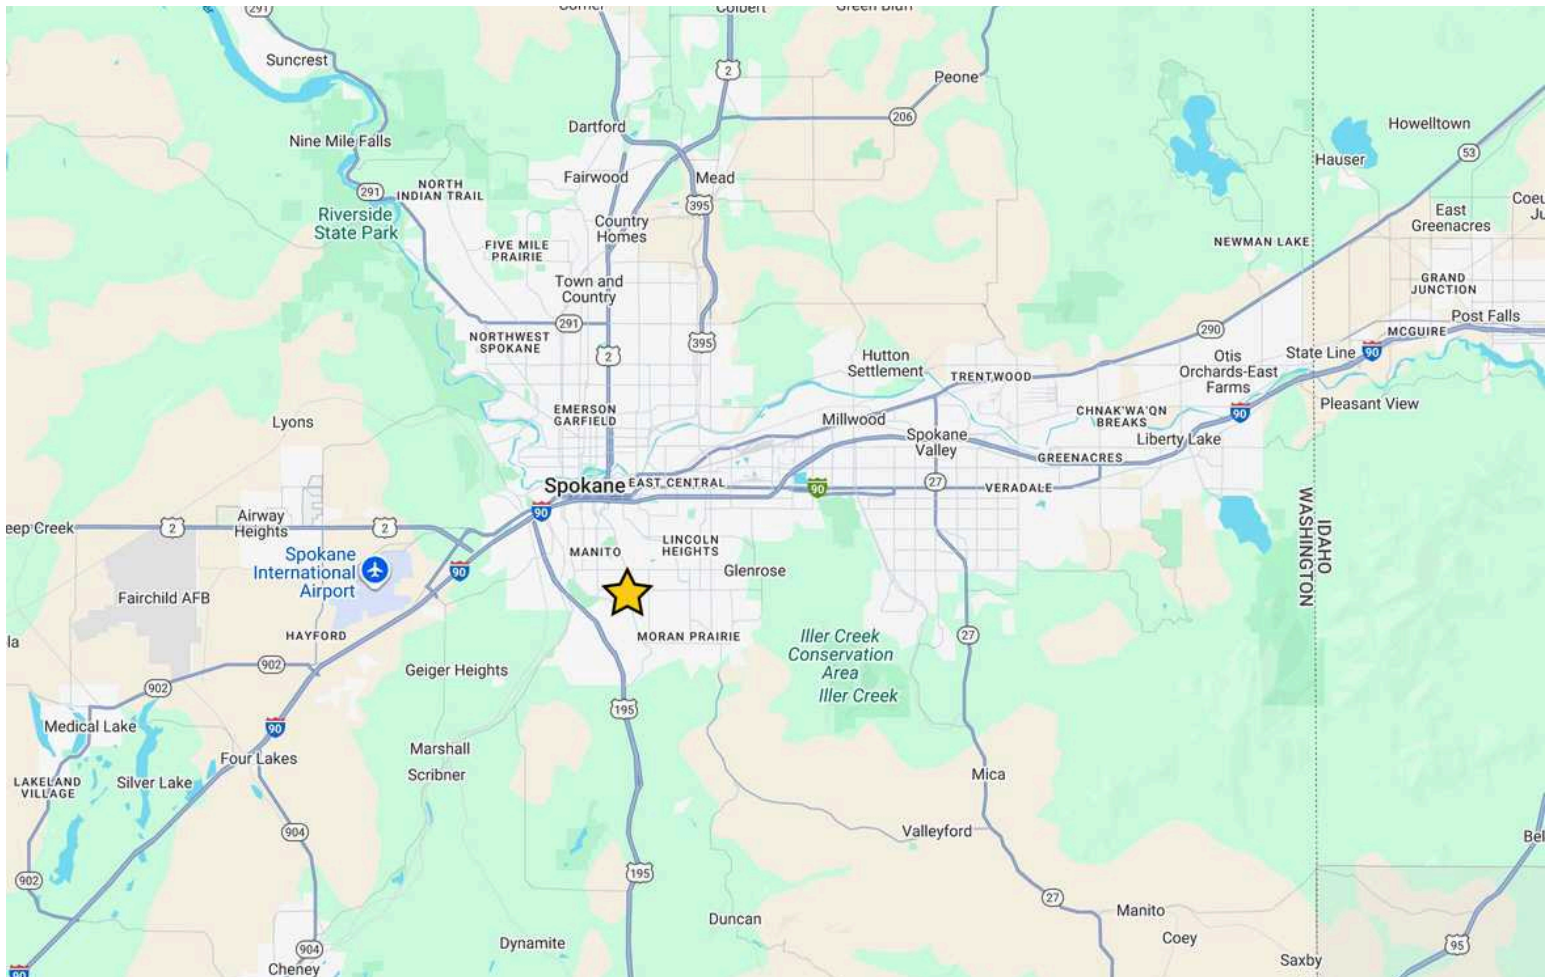 291
Colbert
Green Bluff
Suncrest
2
Peone
206
Dartford
Howelltown
Nine Mile Falls
53
Hauser
Fairwood
Mead
291
NORTH
INDIAN TRAIL
395
Riverside
State Park
Country
Homes
East
Greenacres
FIVE MILE
PRAIRIE
NEWMAN LAKE
Town and
Country
GRAND
JUNCTION
291
290
Post Falls
MCGUIRE
NORTHWEST
SPOKANE
2
395
Hutton
Settlement
Otis
Orchards-East
Farms
State Line
90
TRENTWOOD
Pleasant View
EMERSON
GARFIELD
Millwood
CHNAK'WA'QN
BREAKS
90
Lyons
Spokane
Valley
Liberty Lake
GREENACRES
Spokane
EAST CENTRAL
90
27
VERADALE
90
eep Creek
2
Airway
Heights
2
IDAHO
WASHINGTON
MANITO
LINCOLN
HEIGHTS
Spokane
International
Airport
90
Glenrose
Fairchild AFB
HAYFORD
MORAN PRAIRIE
Iller Creek
Conservation
Area
27
la
902
Geiger Heights
902
Iller Creek
195
Medical Lake
90
Marshall
Four Lakes
Scribner
Mica
LAKELAND
VILLAGE
Silver Lake
904
Valleyford
Bel
902
195
27
Manito
Duncan
Coey
904
Dynamite
95
Saxby
Cheney
90